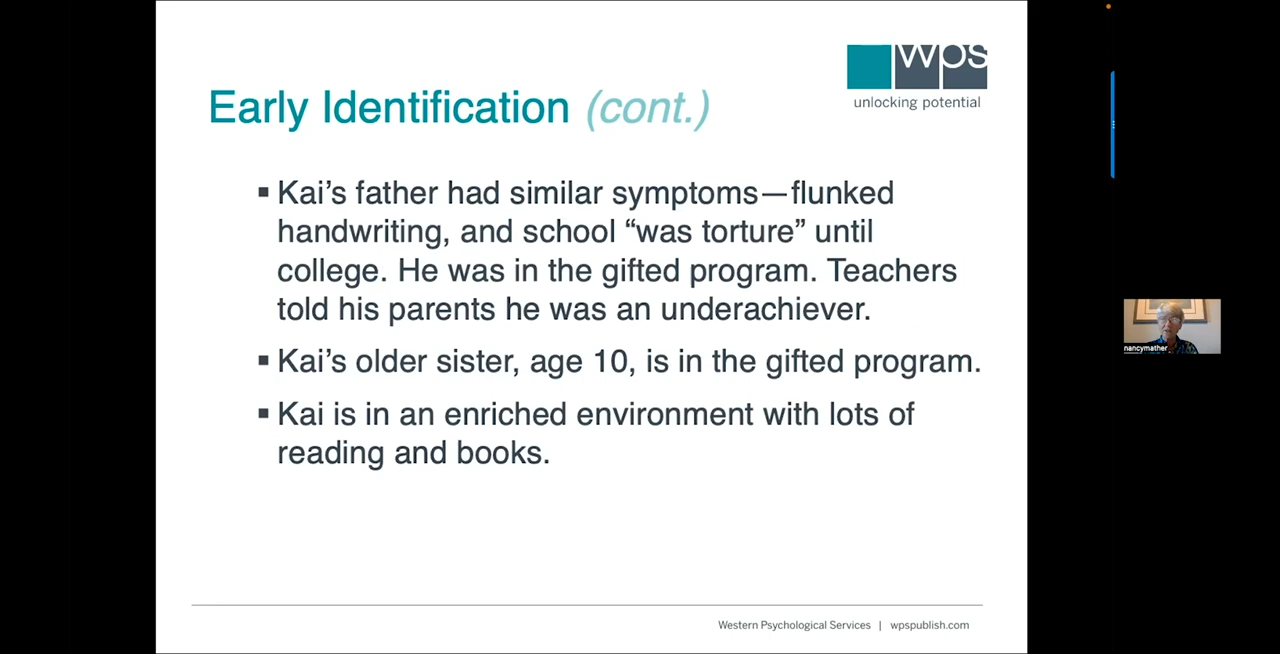 wps
unlocking potential
Early Identification (cont.)
▪ Kai’s father had similar symptoms—flunked
handwriting, and school “was torture” until
college. He was in the gifted program. Teachers
told his parents he was an underachiever.
▪ Kai’s older sister, age 10, is in the gifted program.
▪ Kai is in an enriched environment with lots of
reading and books.
nancymather
Western Psychological Services | wpspublish.com